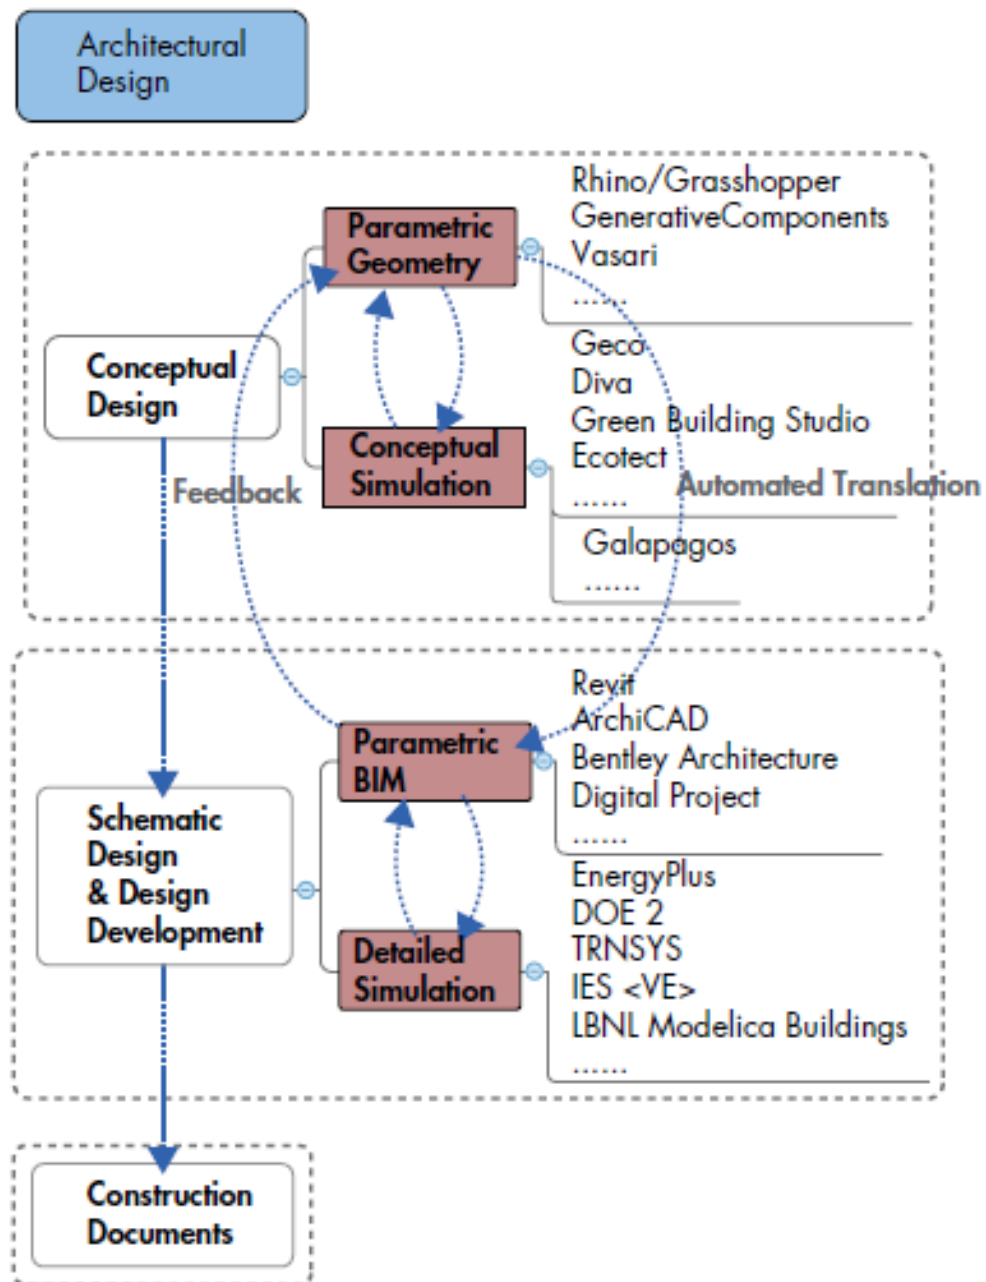 Architectural
Design
Rhino/Grasshopper
GenerativeComponents
Vasari
......
Parametric
Geometry
Geco
Diva
Green Building Studio
Ecotect
......
Conceptual
Design
Conceptual
Simulation
Feedback
Automated Translation
Galapagos
......
Revit
ArchiCAD
Bentley Architecture
Digital Project
......
Parametric
BIM
Schematic
Design
& Design
Development
EnergyPlus
DOE 2
TRNSYS
IES <VE>
LBNL Modelica Buildings
......
Detailed
Simulation
Construction
Documents